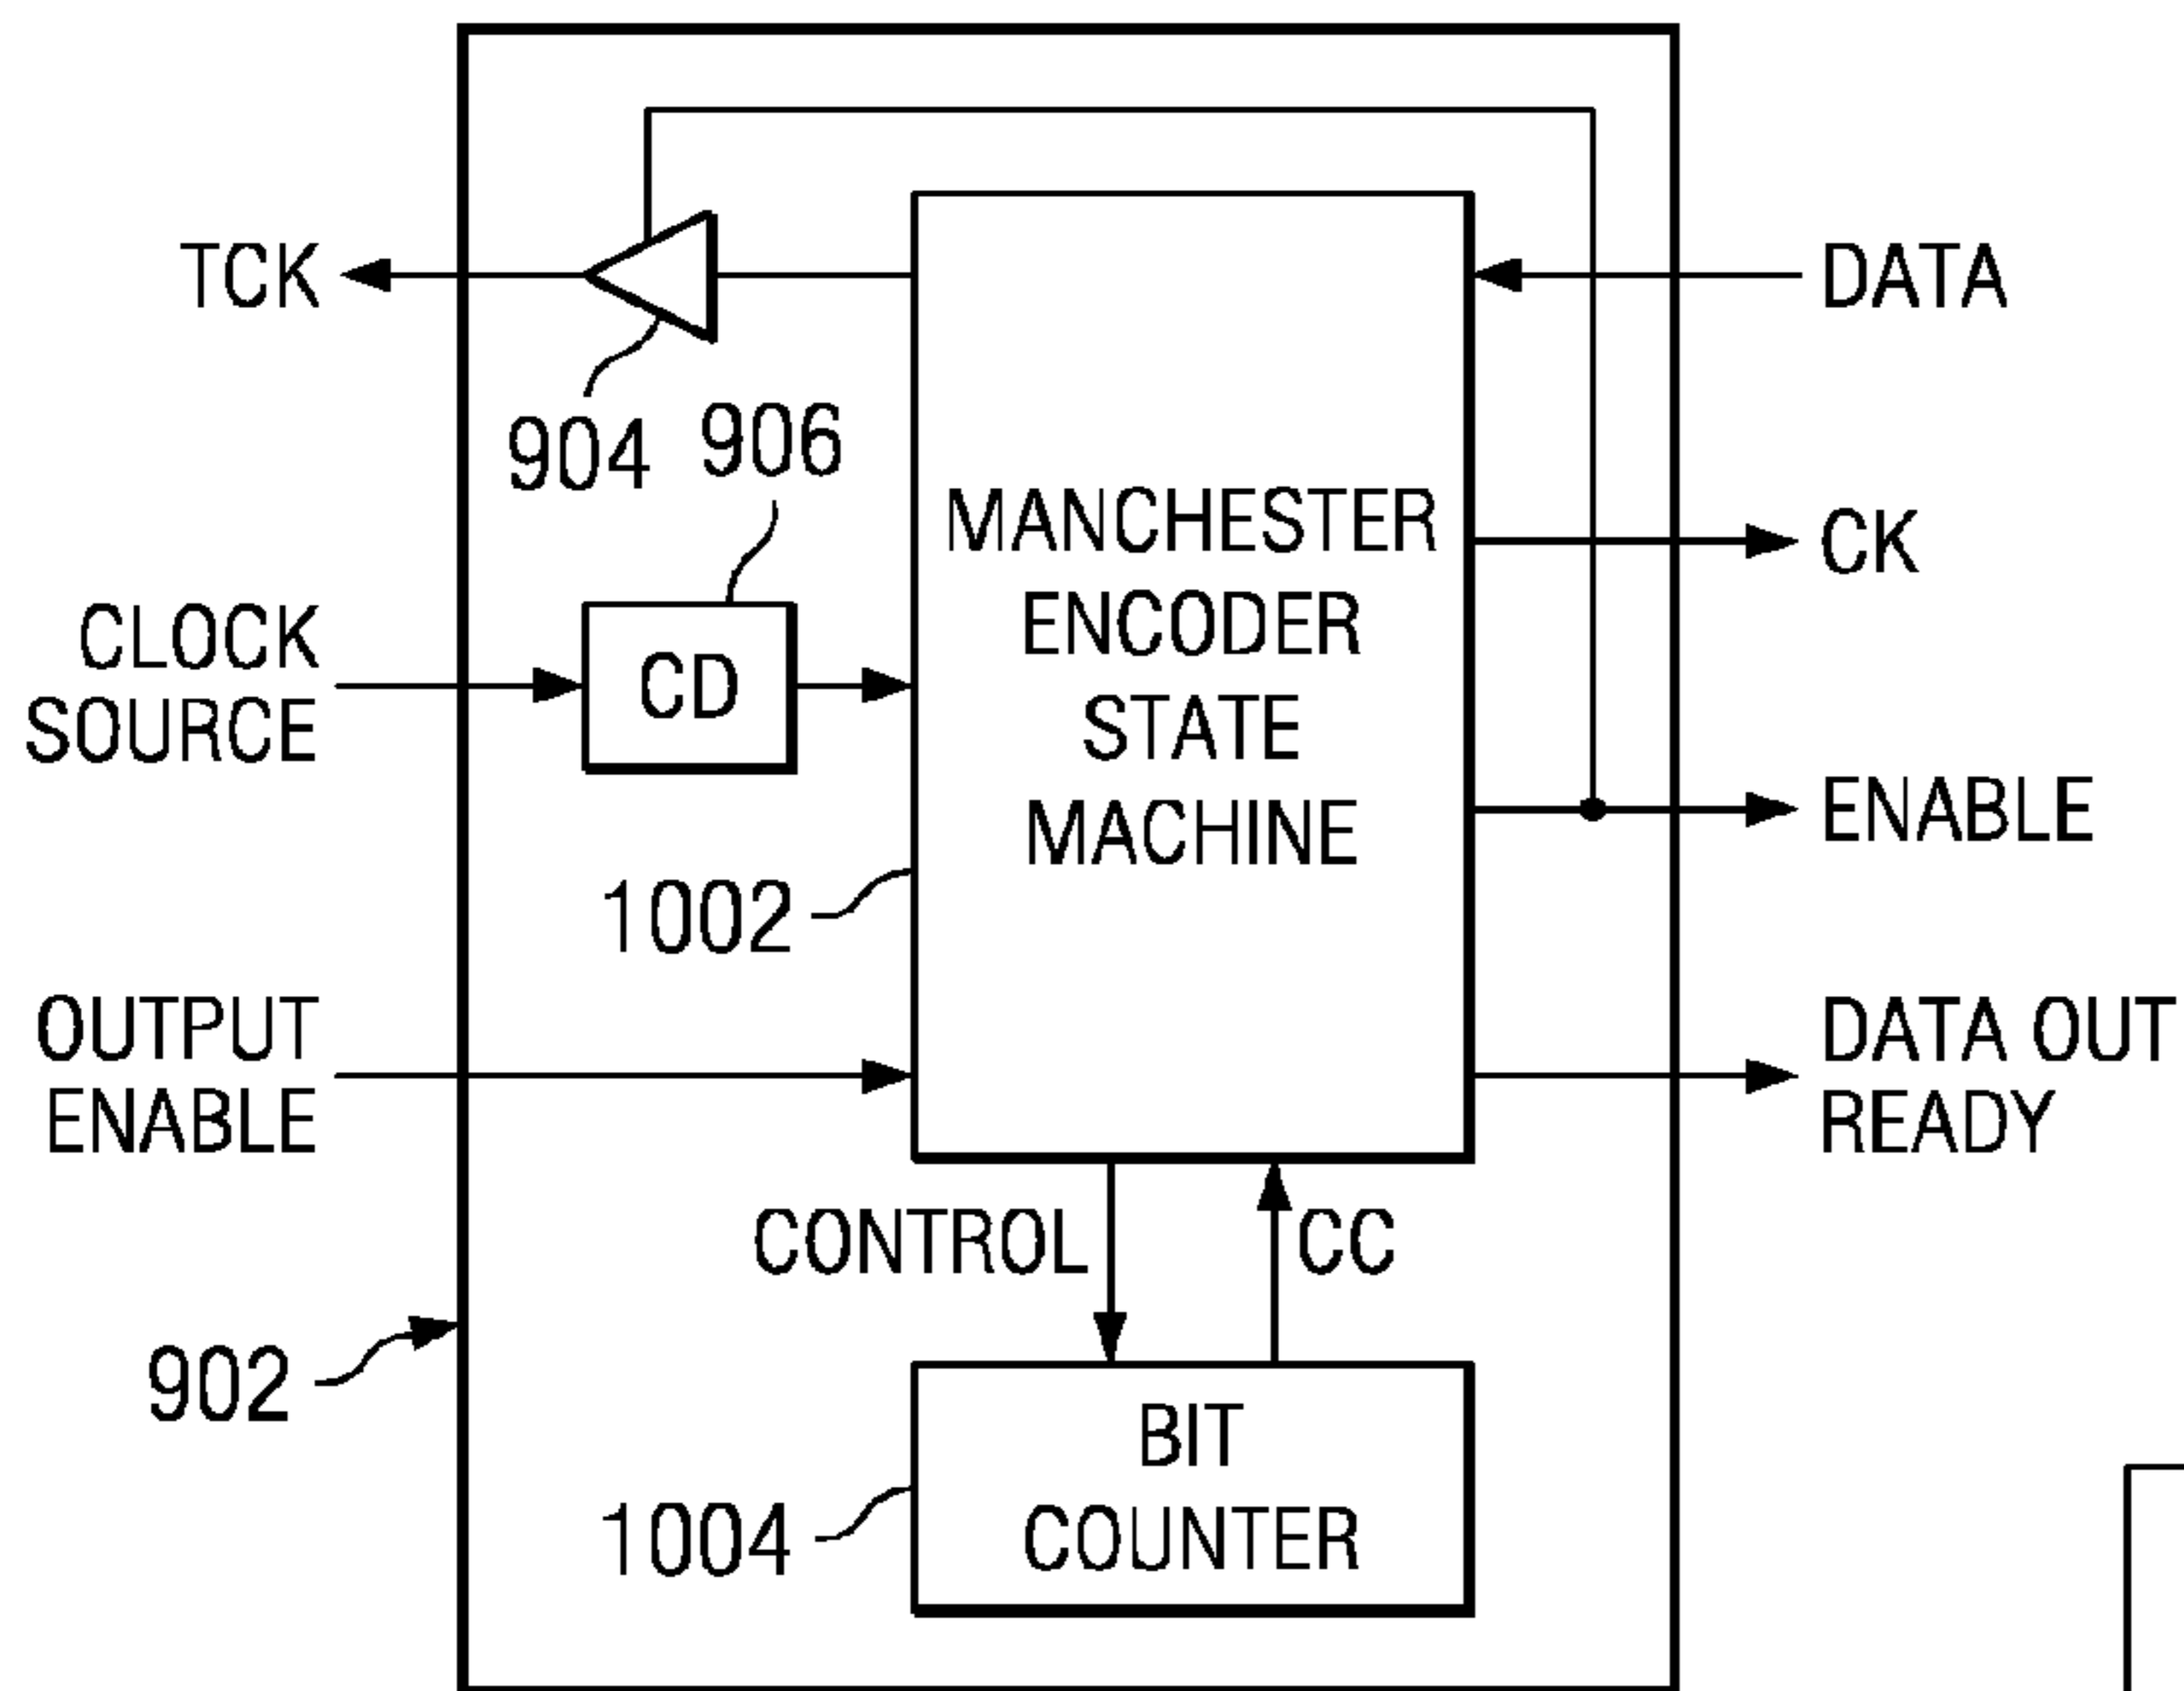 TCK
DATA
904
906
MANCHESTER
ENCODER
STATE
MACHINE
CK
CLOCK
SOURCE
CD
ENABLE
1002
OUTPUT
ENABLE
DATA OUT
READY
CONTROL
CC
902
BIT
COUNTER
1004